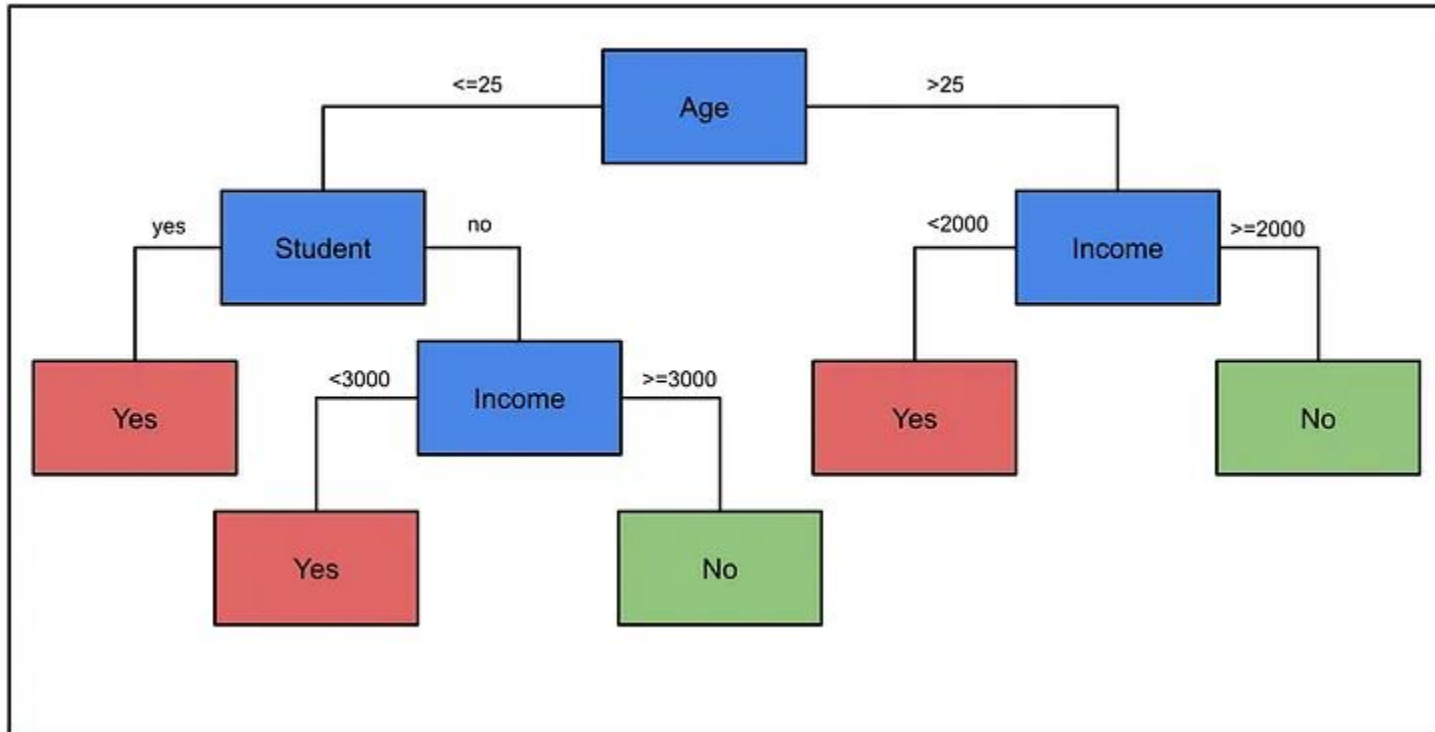 <=25
Age
>25
yes
Student
no
<2000
Income
>=2000
Yes
<3000
Income
>=3000
Yes
No
Yes
No